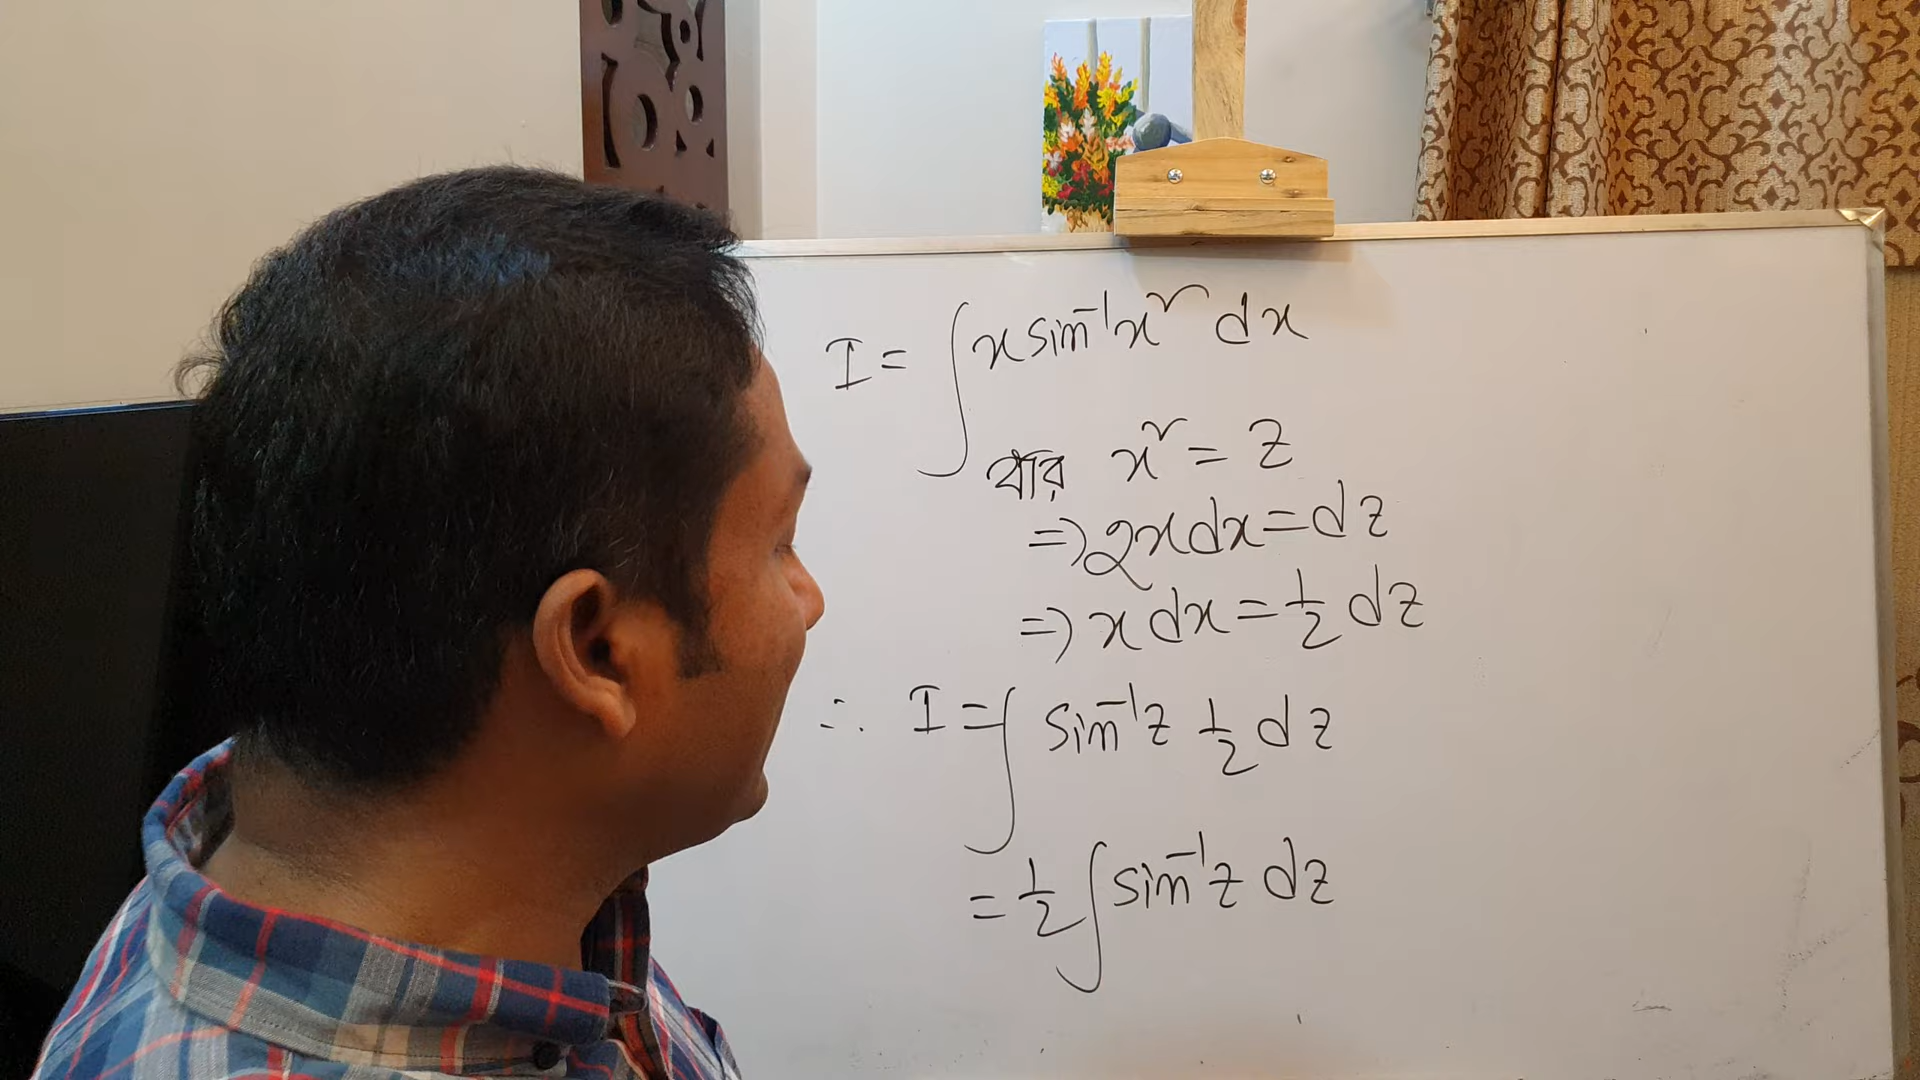 I = ∫ x sin⁻¹x² dx
ধরি x² = z
⇒ 2x dx = dz
⇒ x dx = ½ dz
∴ I = ∫ sin⁻¹z ½ dz
= ½ ∫ sin⁻¹z dz